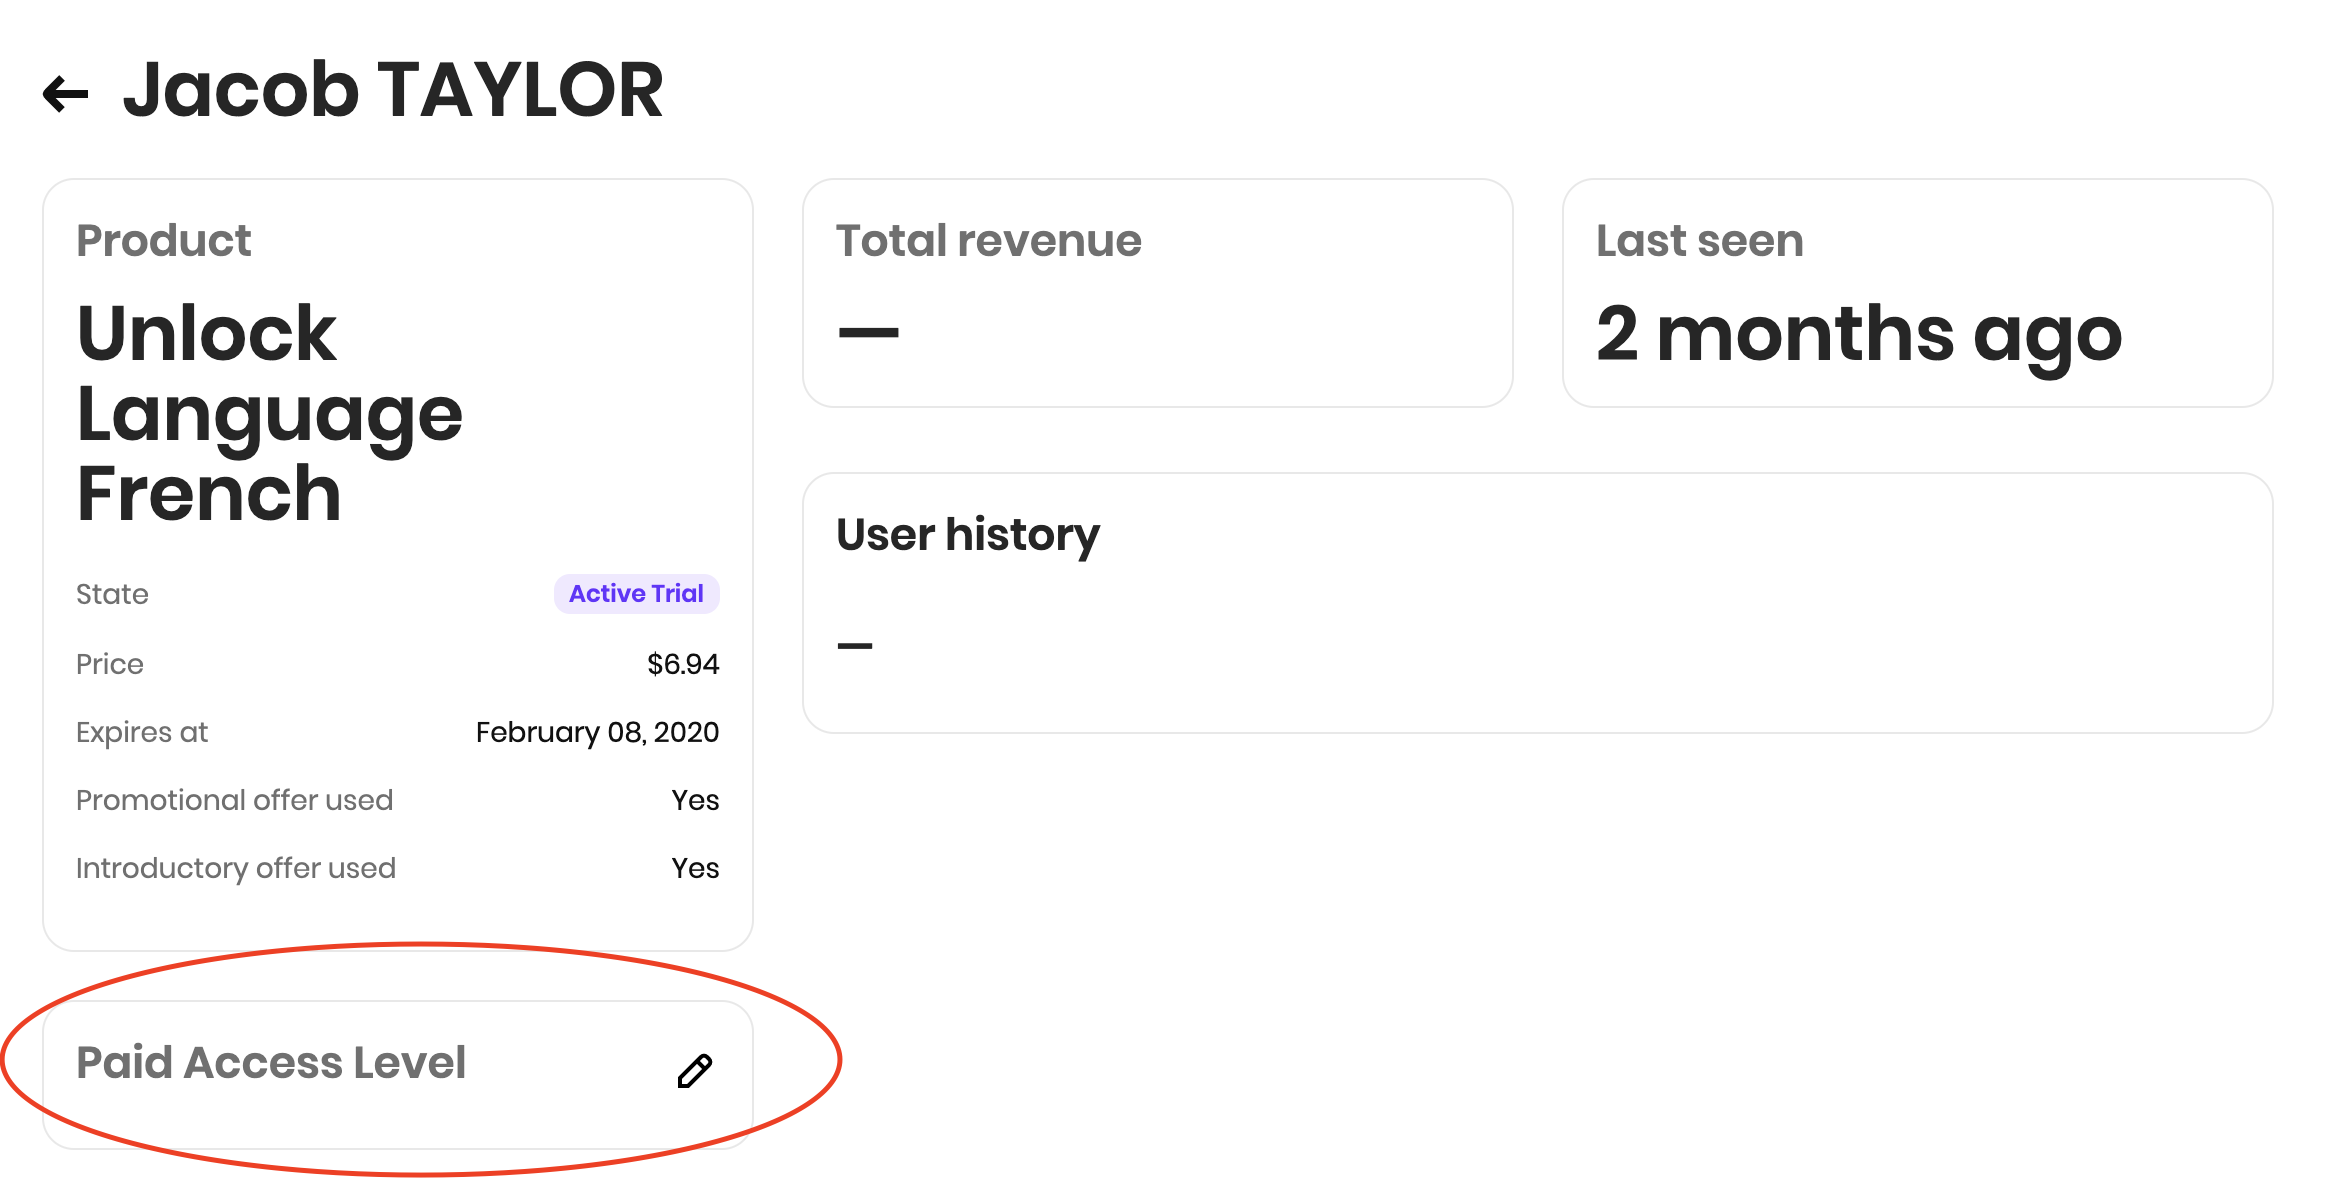 Jacob TAYLOR
Product
Unlock
Language
French
State Active Trial
Price $6.94
Expires at February 08, 2020
Promotional offer used Yes
Introductory offer used Yes
Paid Access Level
Total revenue
—
Last seen
2 months ago
User history
—